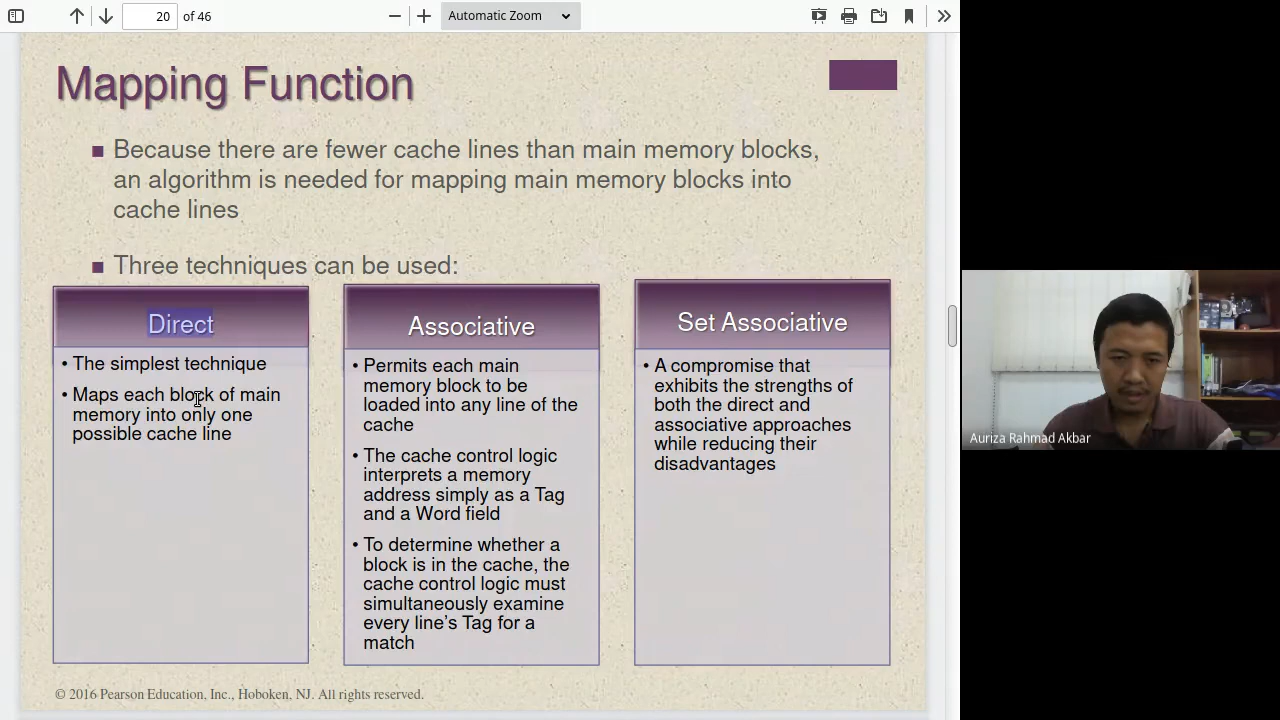 20 of 46
Automatic Zoom
Mapping Function
Because there are fewer cache lines than main memory blocks,
an algorithm is needed for mapping main memory blocks into
cache lines
Three techniques can be used:
Direct
• The simplest technique
• Maps each block of main
memory into only one
possible cache line
Associative
• Permits each main
memory block to be
loaded into any line of the
cache
• The cache control logic
interprets a memory
address simply as a Tag
and a Word field
• To determine whether a
block is in the cache, the
cache control logic must
simultaneously examine
every line's Tag for a
match
Set Associative
• A compromise that
exhibits the strengths of
both the direct and
associative approaches
while reducing their
disadvantages
© 2016 Pearson Education, Inc., Hoboken, NJ. All rights reserved.
Auriza Rahmad Akbar